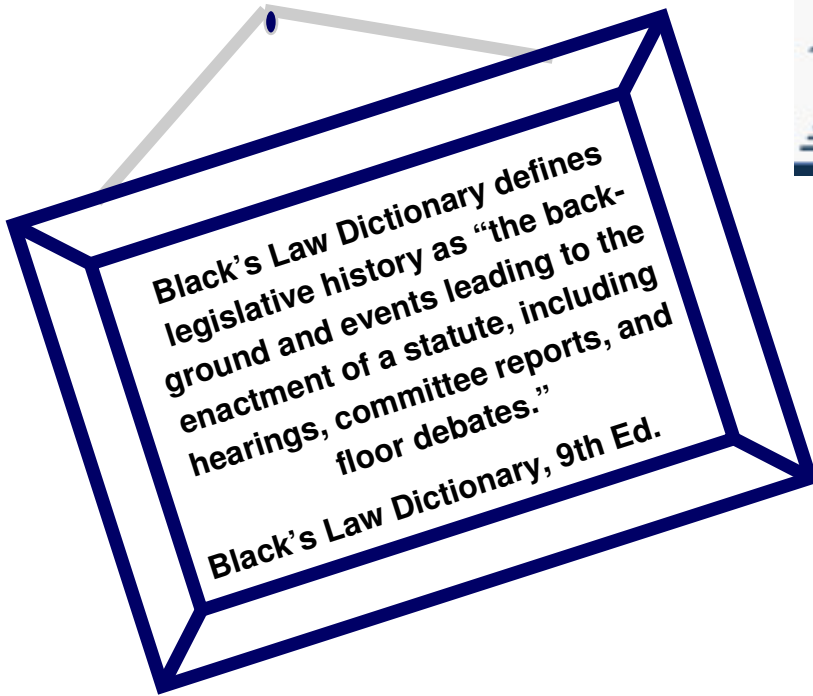 Black’s Law Dictionary defines
legislative history as “the back-
ground and events leading to the
enactment of a statute, including
hearings, committee reports, and
floor debates.”
Black’s Law Dictionary, 9th Ed.